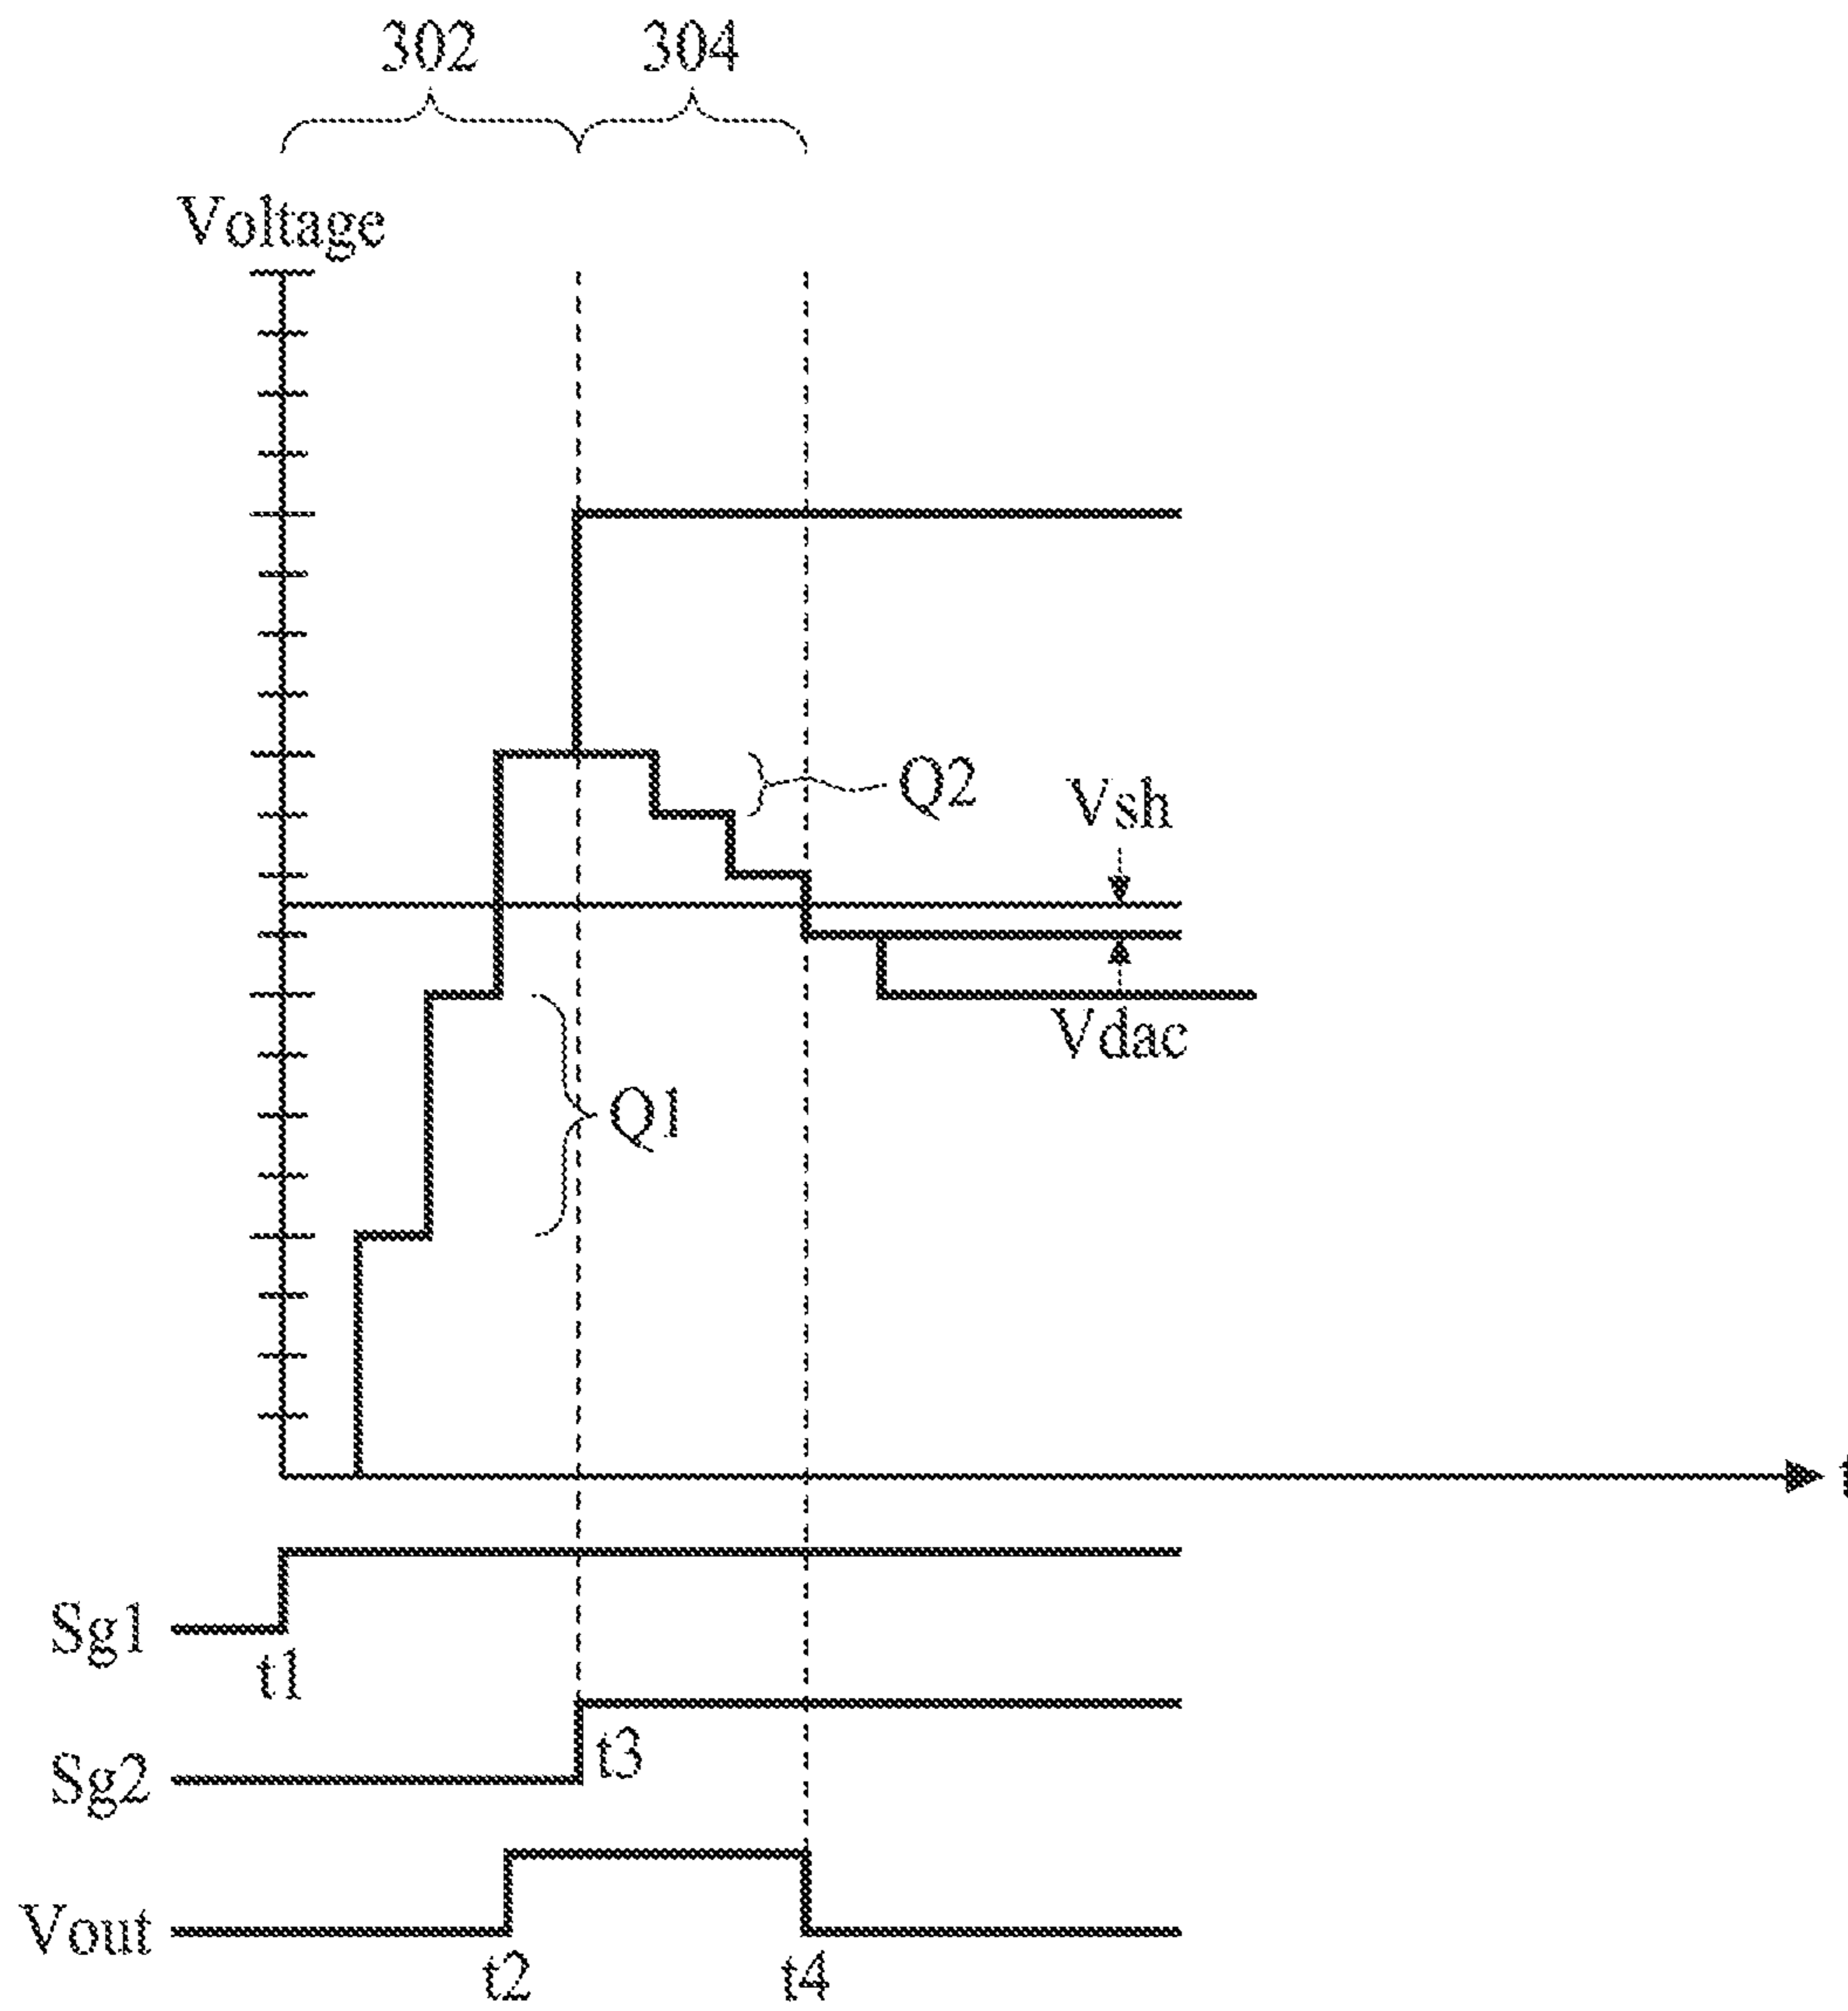 302 304
Voltage
Q2
Vsh
Vdac
Q1
t
Sg1
t1
Sg2
t3
Vout
t2 t4